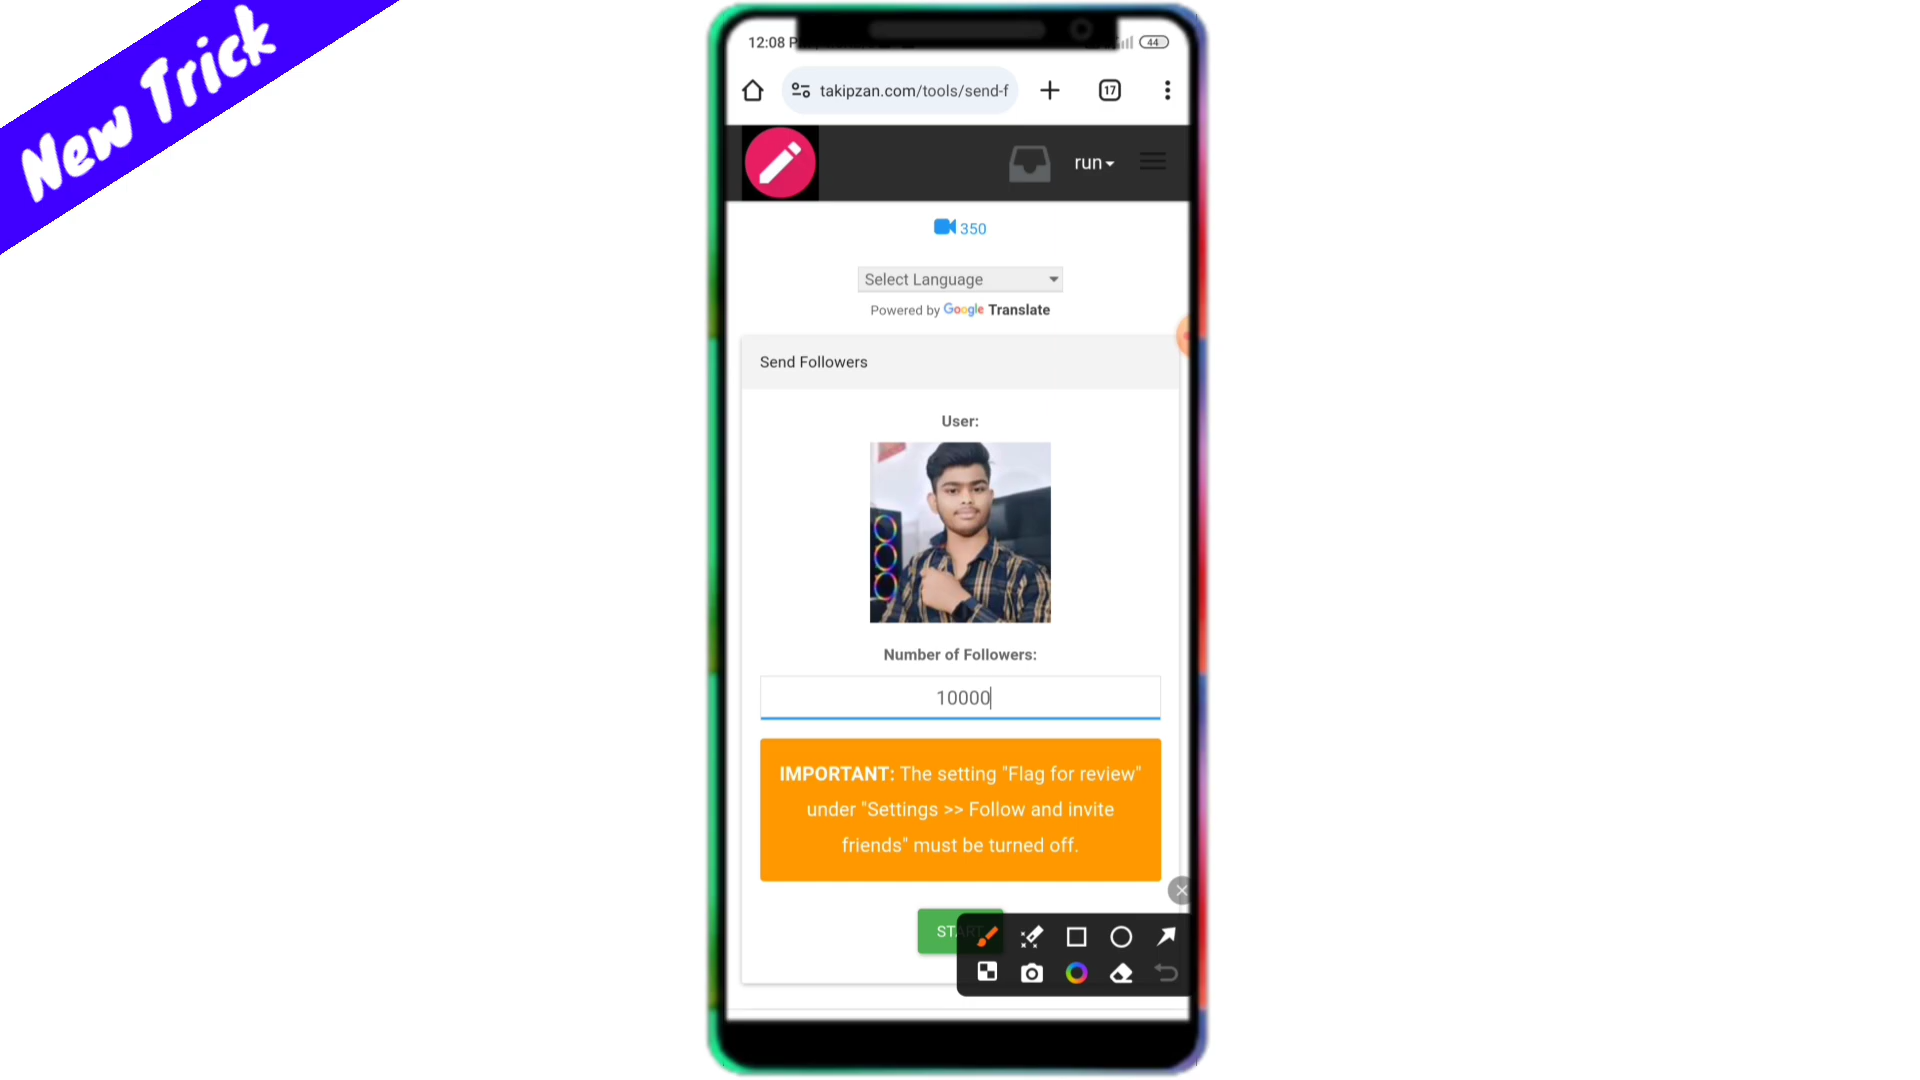 New Trick
12:08 P
44
takipzan.com/tools/send-f
17
run
350
Select Language
Powered by Google Translate
Send Followers
User:
Number of Followers:
10000
IMPORTANT: The setting "Flag for review"
under "Settings >> Follow and invite
friends" must be turned off.
START